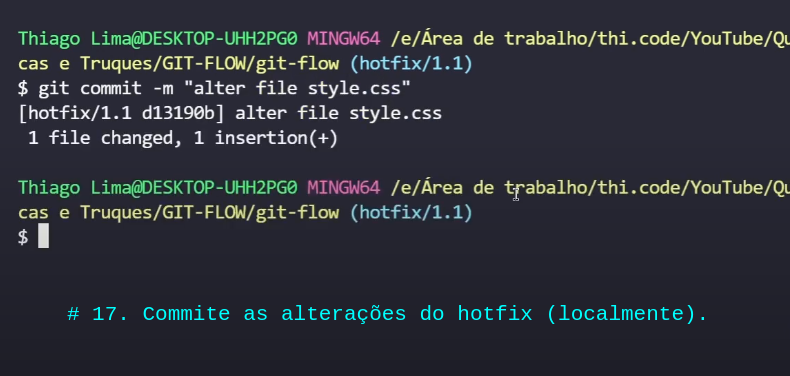 Thiago Lima@DESKTOP-UHH2PG0 MINGW64 /e/Área de trabalho/thi.code/YouTube/Qu
cas e Truques/GIT-FLOW/git-flow (hotfix/1.1)
$ git commit -m "alter file style.css"
[hotfix/1.1 d13190b] alter file style.css
 1 file changed, 1 insertion(+)
Thiago Lima@DESKTOP-UHH2PG0 MINGW64 /e/Área de trabalho/thi.code/YouTube/Qu
cas e Truques/GIT-FLOW/git-flow (hotfix/1.1)
$
# 17. Commite as alterações do hotfix (localmente).